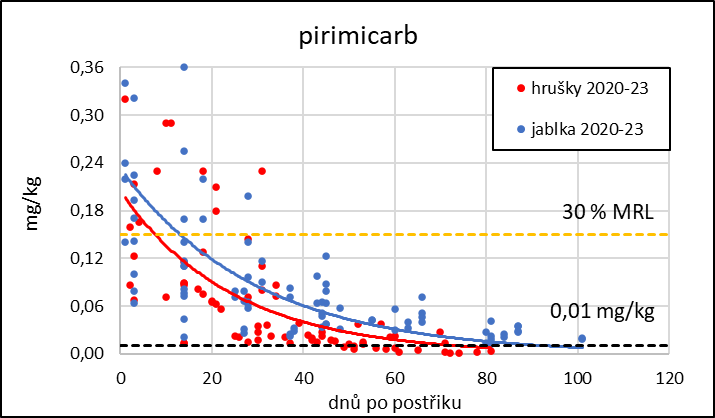 pirimicarb
0,36
0,30
0,24
0,18
0,12
0,06
0,00
mg/kg
hrušky 2020-23
jablka 2020-23
30 % MRL
0,01 mg/kg
0 20 40 60 80 100 120
dnů po postřiku